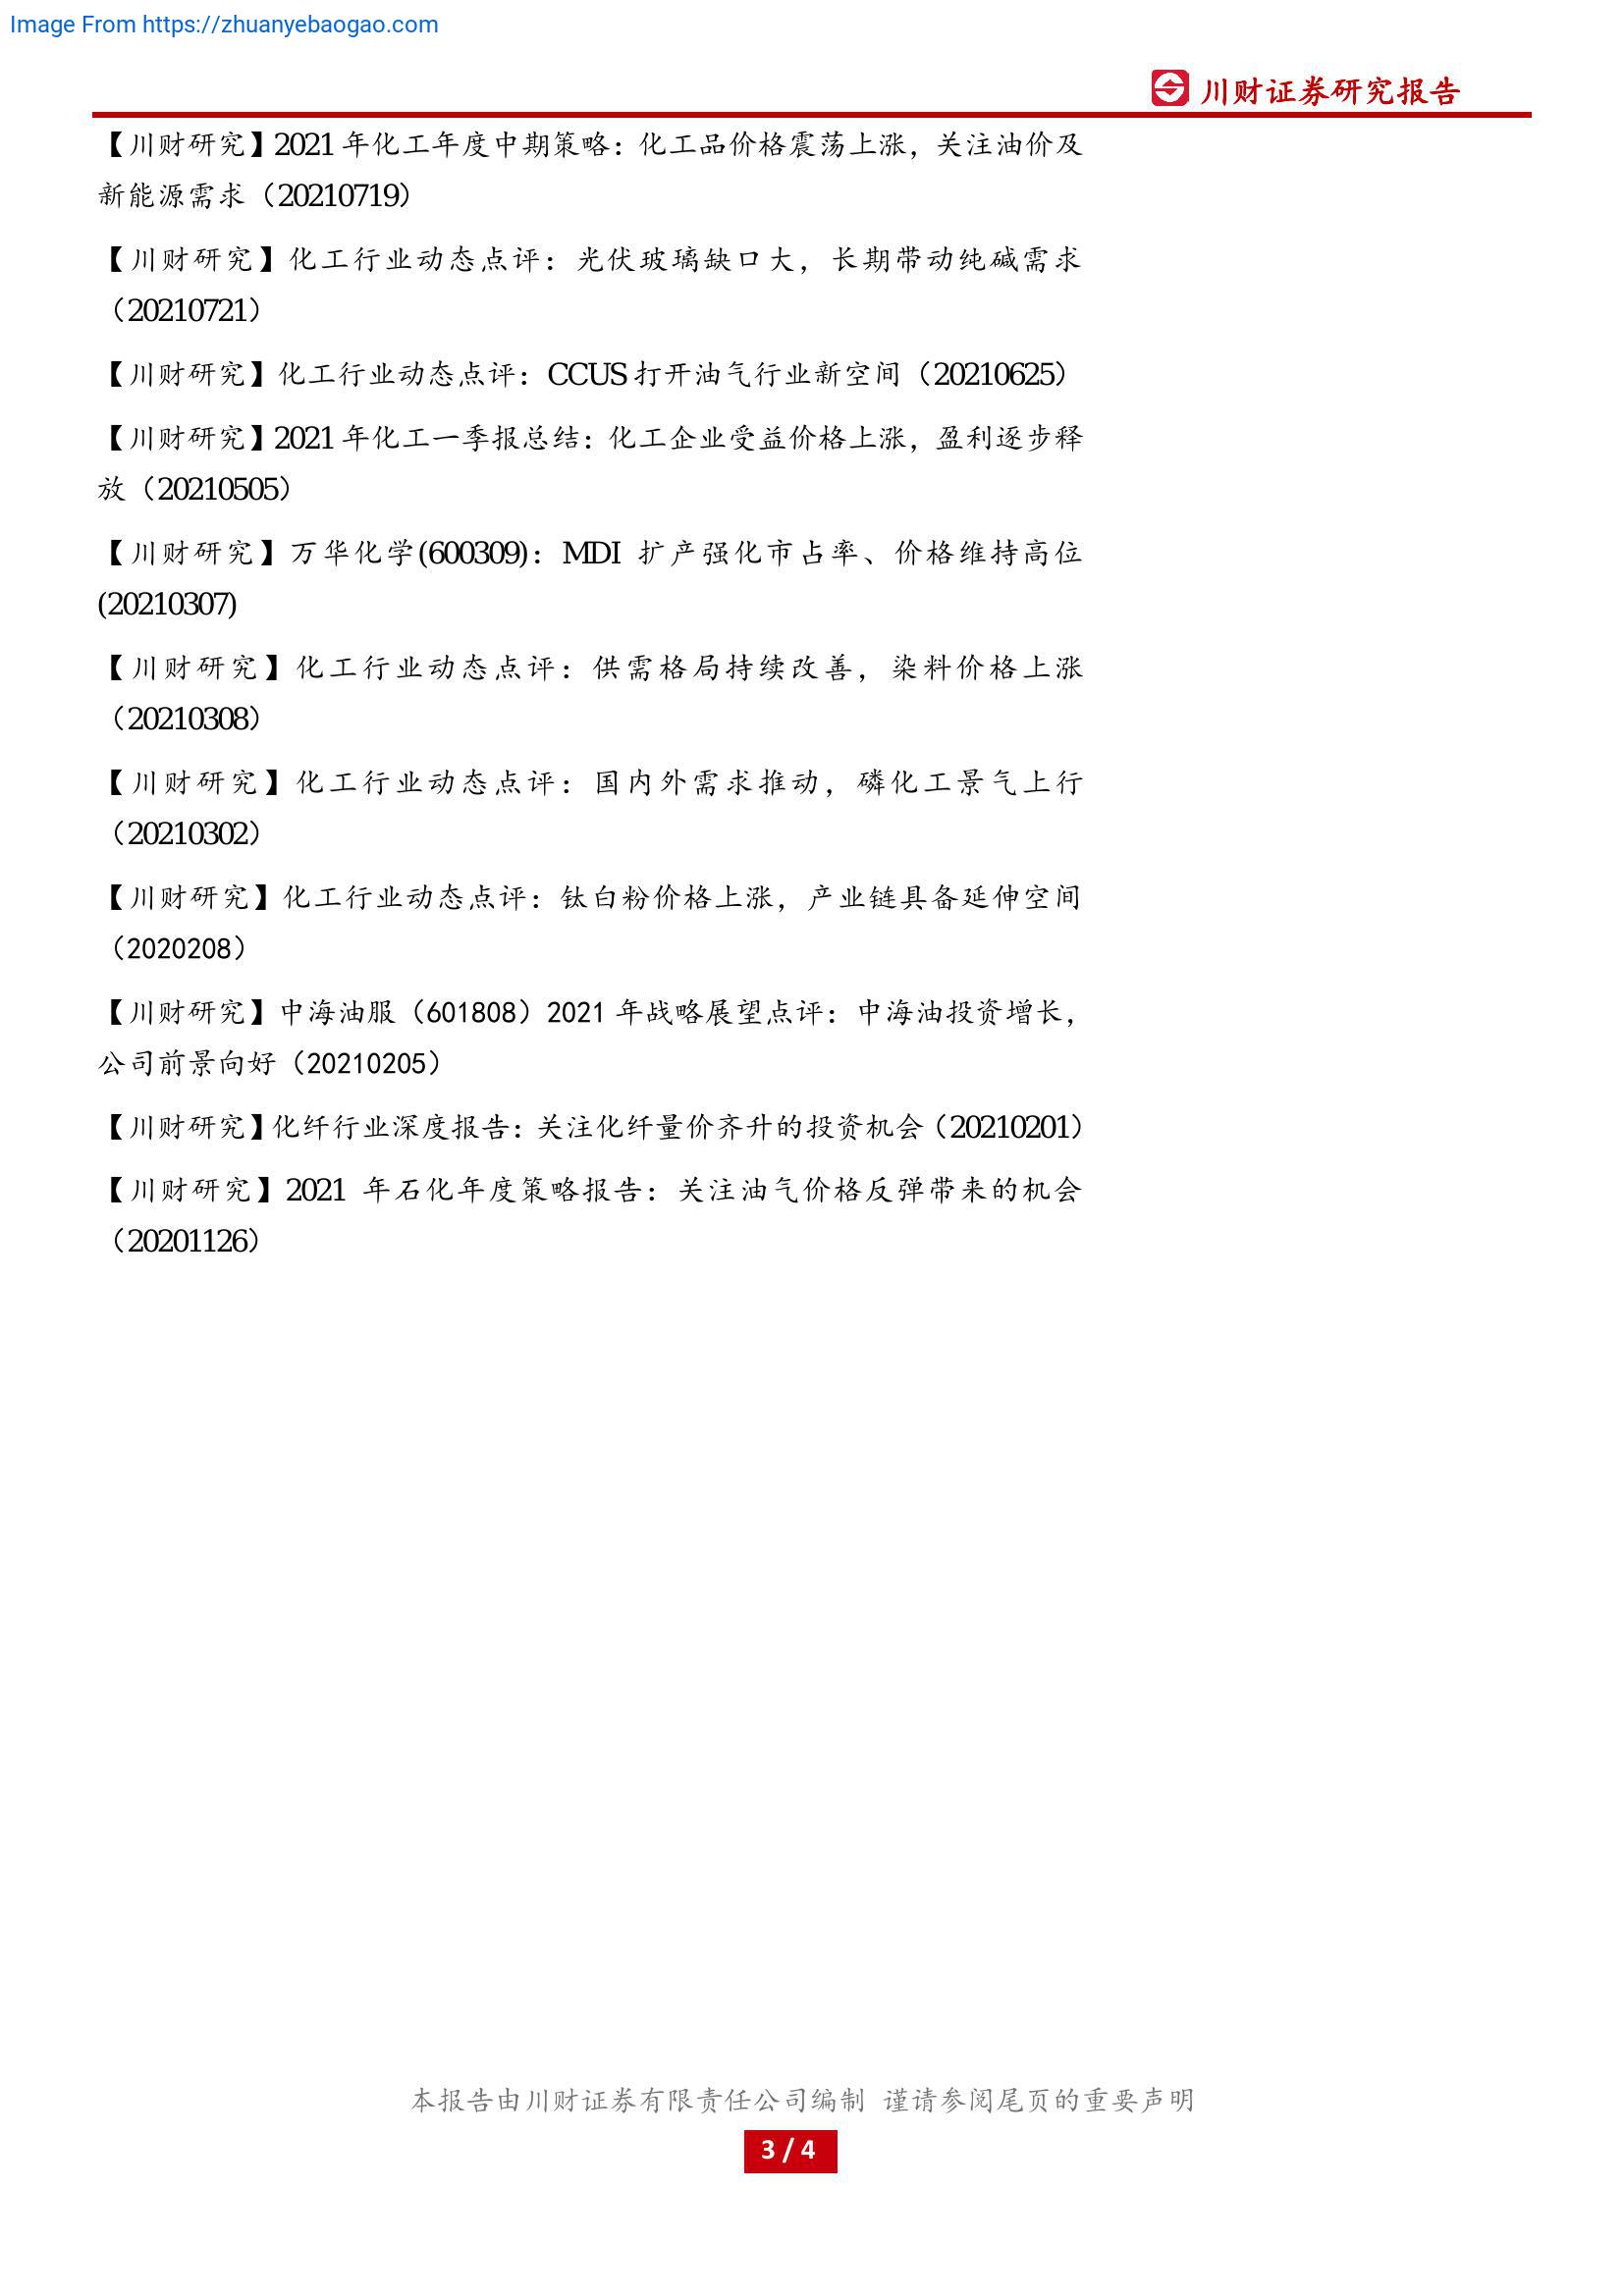 Image From https://zhuanyebaogao.com
川财证券研究报告
【川财研究】2021 年化工年度中期策略：化工品价格震荡上涨，关注油价及
新能源需求（20210719）
【川财研究】化工行业动态点评：光伏玻璃缺口大，长期带动纯碱需求
（20210721）
【川财研究】化工行业动态点评：CCUS 打开油气行业新空间（20210625）
【川财研究】2021 年化工一季报总结：化工企业受益价格上涨，盈利逐步释
放（20210505）
【川财研究】万华化学(600309)：MDI 扩产强化市占率、价格维持高位
(20210307)
【川财研究】化工行业动态点评：供需格局持续改善，染料价格上涨
（20210308）
【川财研究】化工行业动态点评：国内外需求推动，磷化工景气上行
（20210302）
【川财研究】化工行业动态点评：钛白粉价格上涨，产业链具备延伸空间
（2020208）
【川财研究】中海油服（601808）2021 年战略展望点评：中海油投资增长，
公司前景向好（20210205）
【川财研究】化纤行业深度报告：关注化纤量价齐升的投资机会（20210201）
【川财研究】2021 年石化年度策略报告：关注油气价格反弹带来的机会
（20201126）
本报告由川财证券有限责任公司编制 谨请参阅尾页的重要声明
3 / 4